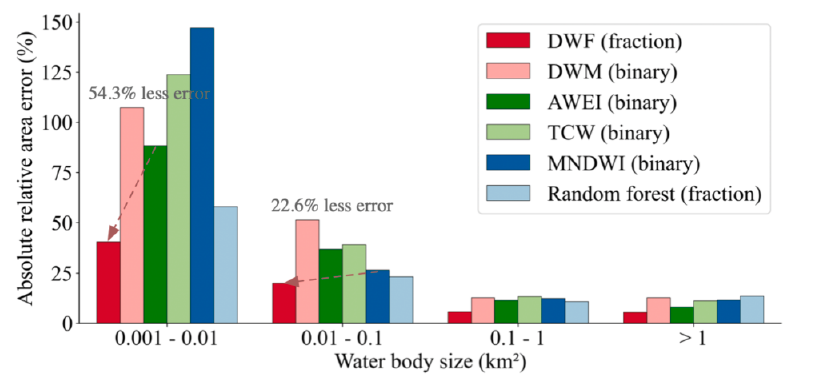 Absolute relative area error (%)
150
125
100
75
50
25
0
54.3% less error
22.6% less error
DWF (fraction)
DWM (binary)
AWEI (binary)
TCW (binary)
MNDWI (binary)
Random forest (fraction)
0.001 - 0.01
0.01 - 0.1
0.1 - 1
> 1
Water body size (km²)